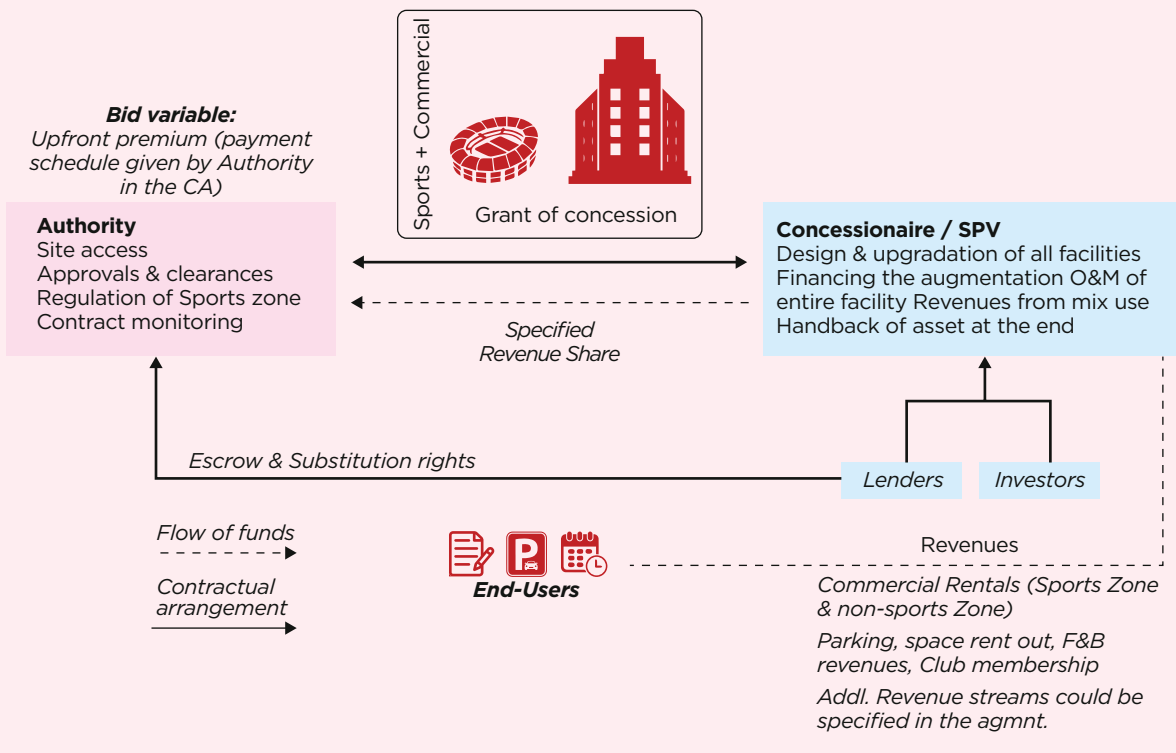 Sports + Commercial
Grant of concession
Bid variable:
Upfront premium (payment
schedule given by Authority
in the CA)
Authority
Site access
Approvals & clearances
Regulation of Sports zone
Contract monitoring
Specified
Revenue Share
Concessionaire / SPV
Design & upgradation of all facilities
Financing the augmentation O&M of
entire facility Revenues from mix use
Handback of asset at the end
Escrow & Substitution rights
Lenders
Investors
Flow of funds
Contractual
arrangement
P
End-Users
Revenues
Commercial Rentals (Sports Zone
& non-sports Zone)
Parking, space rent out, F&B
revenues, Club membership
Addl. Revenue streams could be
specified in the agmnt.